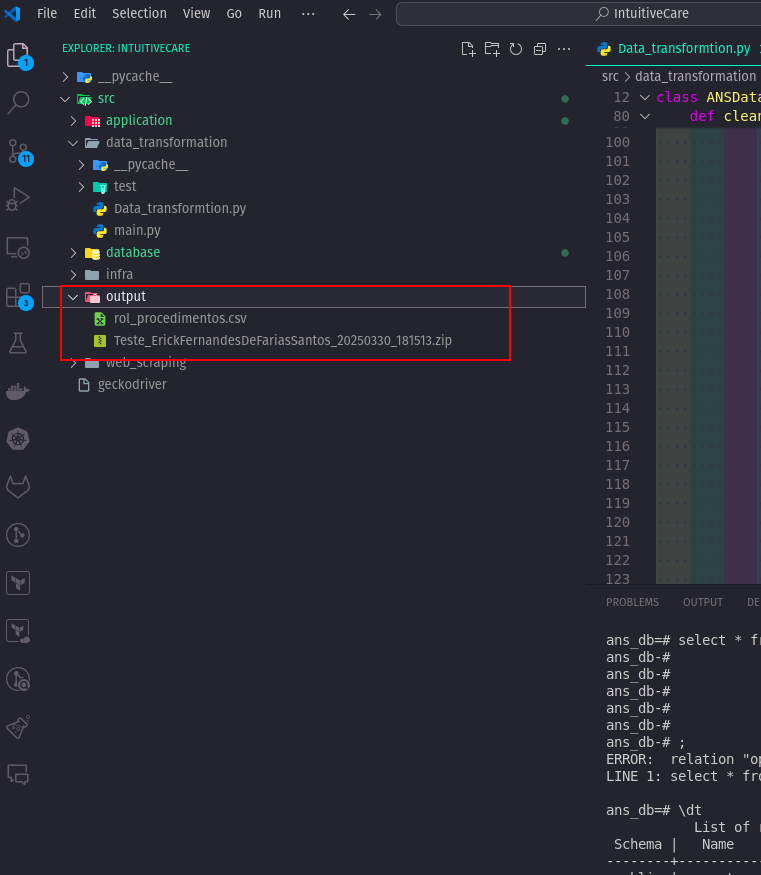 File Edit Selection View Go Run ··· IntuitiveCare
EXPLORER: INTUITIVECARE
__pycache__
src
application
data_transformation
__pycache__
test
Data_transformtion.py
main.py
database
infra
output
rol_procedimentos.csv
Teste_ErickFernandesDeFariasSantos_20250330_181513.zip
web_scraping
geckodriver
1
11
3
Data_transformtion.py
src > data_transformation
12 class ANSData
80 def clean
100
101
102
103
104
105
106
107
108
109
110
111
112
113
114
115
116
117
118
119
120
121
122
123
PROBLEMS OUTPUT DE
ans_db=# select * fr
ans_db-#
ans_db-#
ans_db-#
ans_db-#
ans_db-#
ans_db-# ;
ERROR: relation "op
LINE 1: select * fro
ans_db=# \dt
List of r
Schema | Name
--------+----------